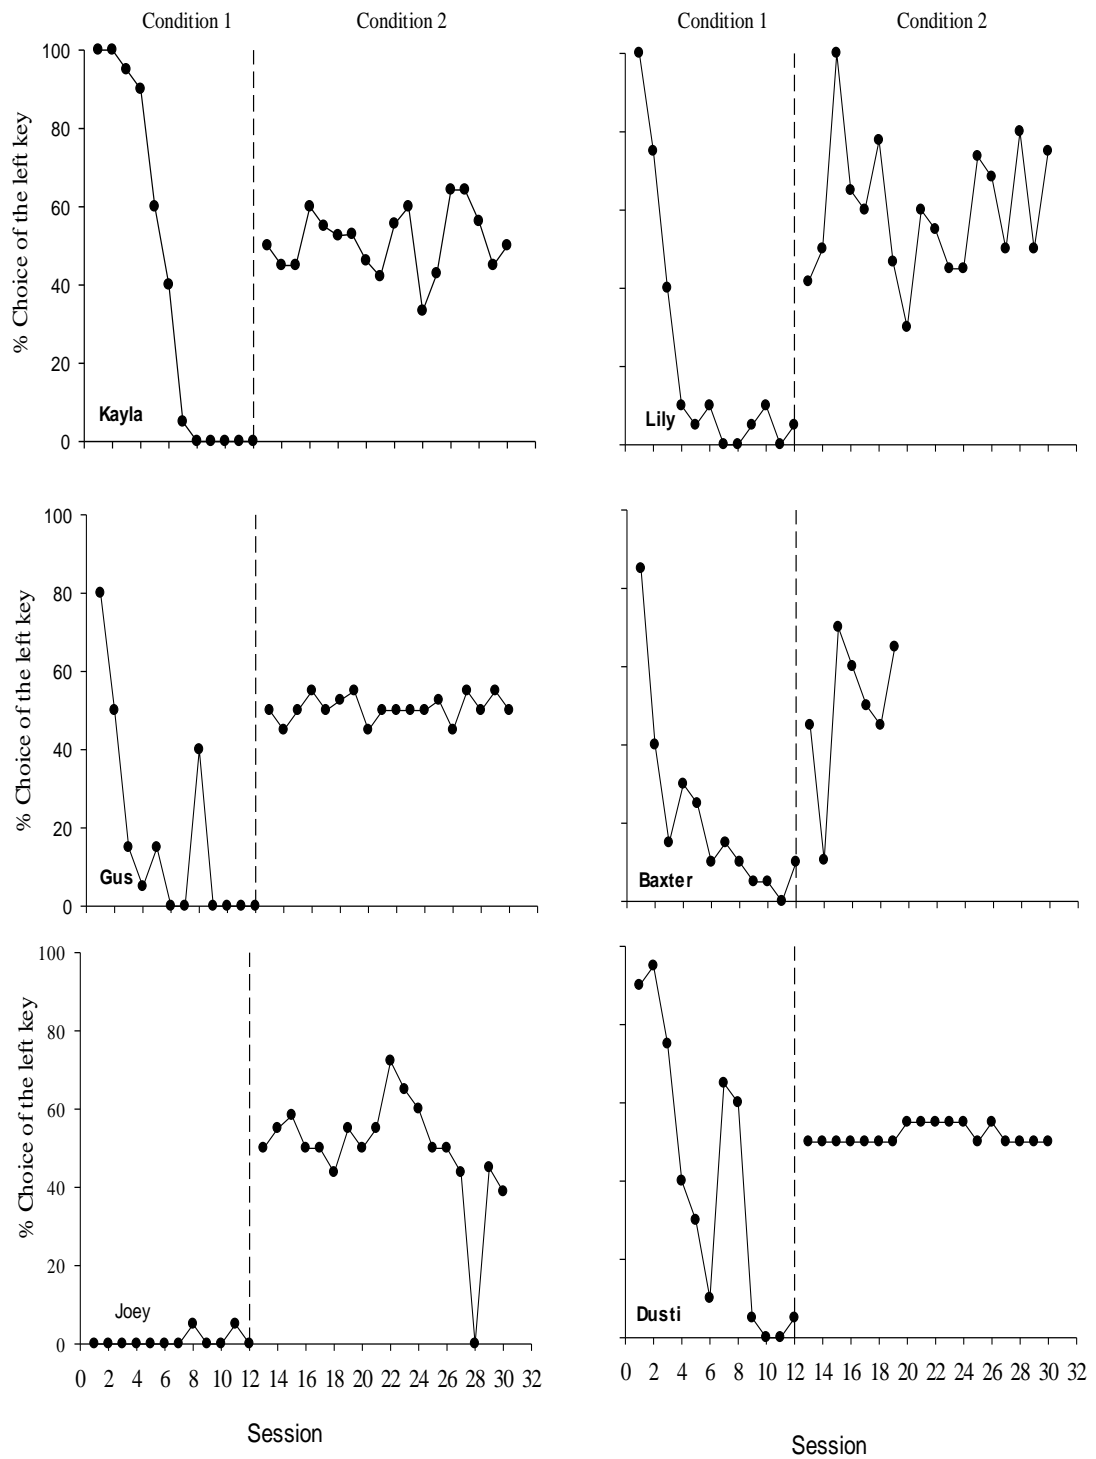 Condition 1
Condition 2
Condition 1
Condition 2
% Choice of the left key
100
80
60
40
20
0
Kayla
Lily
% Choice of the left key
100
80
60
40
20
0
Gus
Baxter
% Choice of the left key
100
80
60
40
20
0
Joey
Dusti
0 2 4 6 8 10 12 14 16 18 20 22 24 26 28 30 32
0 2 4 6 8 10 12 14 16 18 20 22 24 26 28 30 32
Session
Session